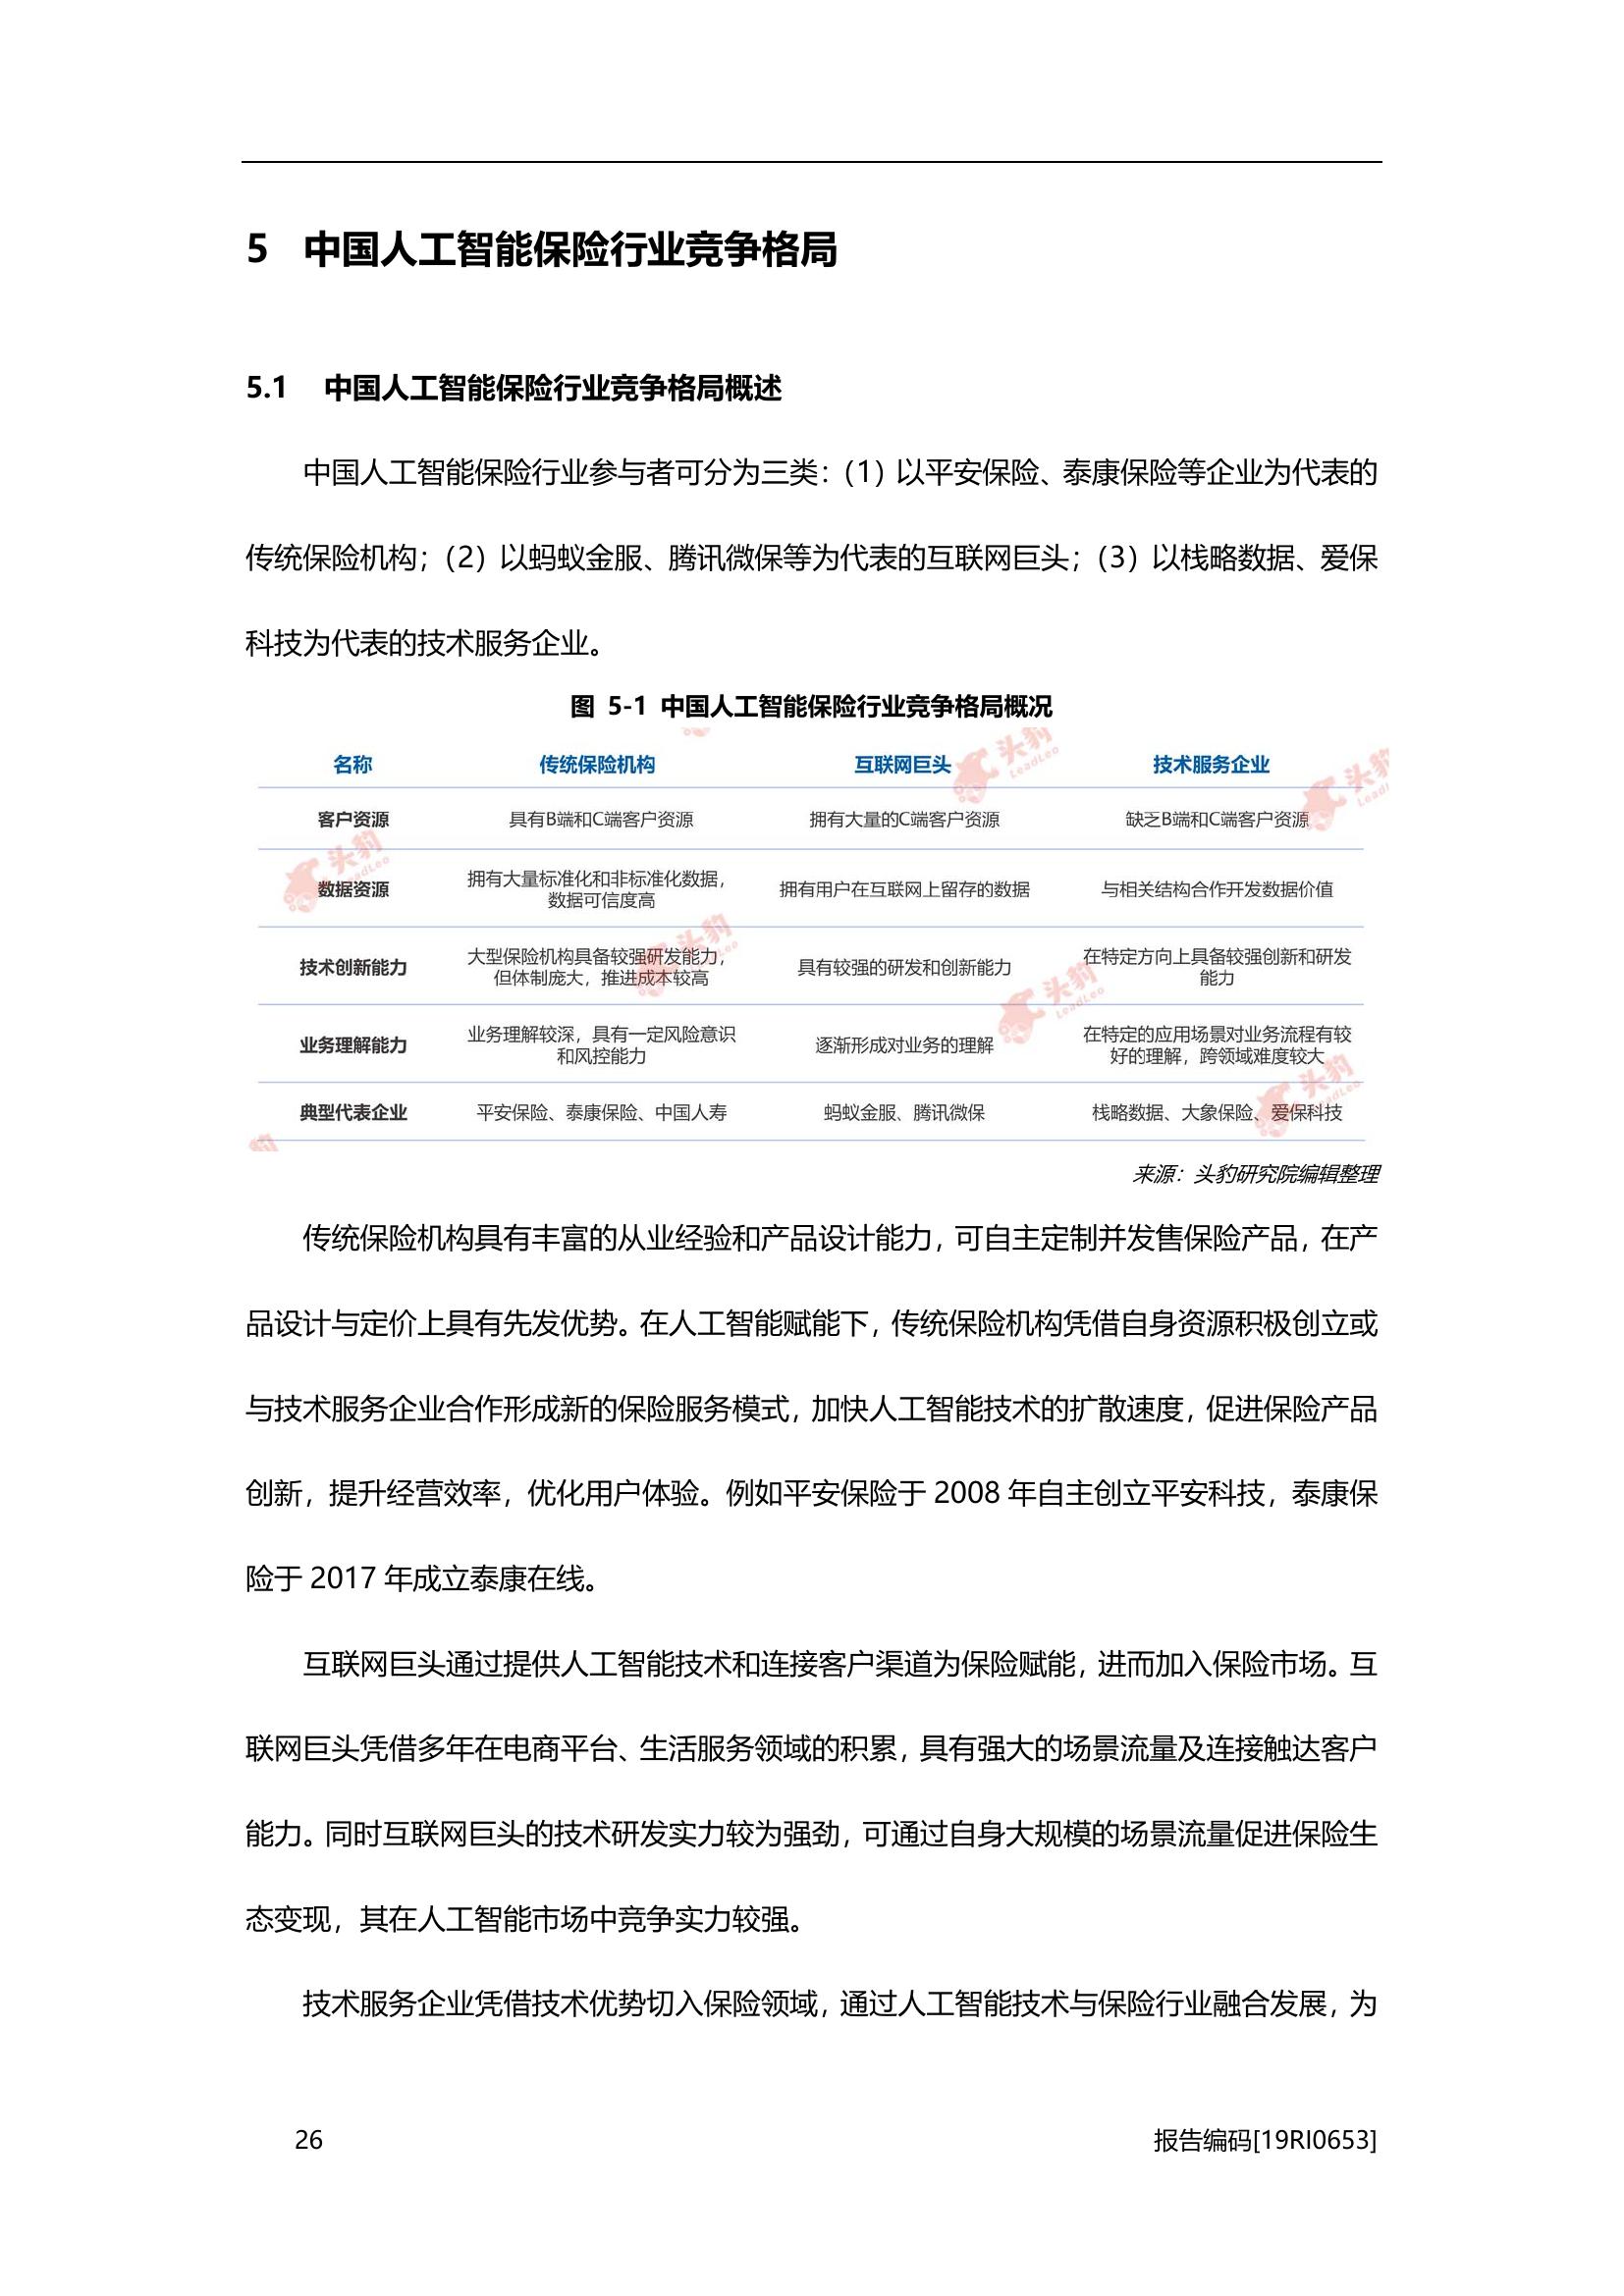 5 中国人工智能保险行业竞争格局
5.1 中国人工智能保险行业竞争格局概述
中国人工智能保险行业参与者可分为三类：（1）以平安保险、泰康保险等企业为代表的
传统保险机构；（2）以蚂蚁金服、腾讯微保等为代表的互联网巨头；（3）以栈略数据、爱保
科技为代表的技术服务企业。
图 5-1 中国人工智能保险行业竞争格局概况
名称 传统保险机构 互联网巨头 技术服务企业
客户资源 具有B端和C端客户资源 拥有大量的C端客户资源 缺乏B端和C端客户资源
数据资源 拥有大量标准化和非标准化数据，
数据可信度高 拥有用户在互联网上留存的数据 与相关结构合作开发数据价值
技术创新能力 大型保险机构具备较强研发能力，
但体制庞大，推进成本较高 具有较强的研发和创新能力 在特定方向上具备较强创新和研发
能力
业务理解能力 业务理解较深，具有一定风险意识
和风控能力 逐渐形成对业务的理解 在特定的应用场景对业务流程有较
好的理解，跨领域难度较大
典型代表企业 平安保险、泰康保险、中国人寿 蚂蚁金服、腾讯微保 栈略数据、大象保险、爱保科技
头豹
LeadLeo
来源：头豹研究院编辑整理
传统保险机构具有丰富的从业经验和产品设计能力，可自主定制并发售保险产品，在产
品设计与定价上具有先发优势。在人工智能赋能下，传统保险机构凭借自身资源积极创立或
与技术服务企业合作形成新的保险服务模式，加快人工智能技术的扩散速度，促进保险产品
创新，提升经营效率，优化用户体验。例如平安保险于 2008 年自主创立平安科技，泰康保
险于 2017 年成立泰康在线。
互联网巨头通过提供人工智能技术和连接客户渠道为保险赋能，进而加入保险市场。互
联网巨头凭借多年在电商平台、生活服务领域的积累，具有强大的场景流量及连接触达客户
能力。同时互联网巨头的技术研发实力较为强劲，可通过自身大规模的场景流量促进保险生
态变现，其在人工智能市场中竞争实力较强。
技术服务企业凭借技术优势切入保险领域，通过人工智能技术与保险行业融合发展，为
26 报告编码[19RI0653]